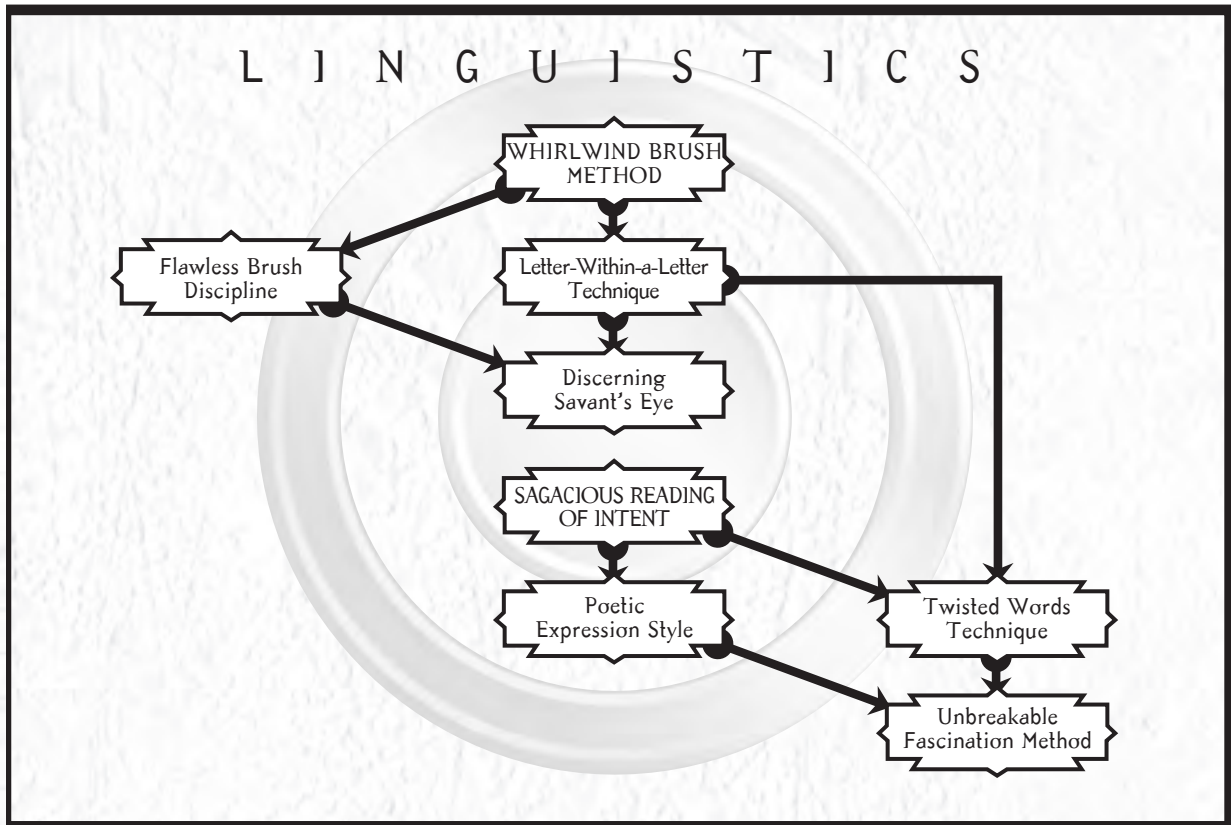 LINGUISTICS
WHIRLWIND BRUSH
METHOD
Flawless Brush
Discipline
Letter-Within-a-Letter
Technique
Discerning
Savant's Eye
SAGACIOUS READING
OF INTENT
Poetic
Expression Style
Twisted Words
Technique
Unbreakable
Fascination Method